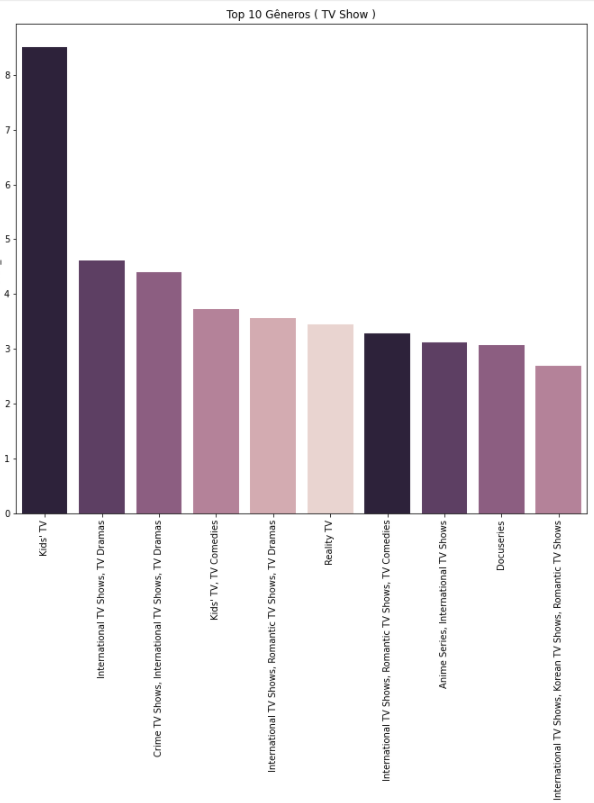 Top 10 Gêneros ( TV Show )
8
7
6
5
4
3
2
1
0
Kids' TV
International TV Shows, TV Dramas
Crime TV Shows, International TV Shows, TV Dramas
Kids' TV, TV Comedies
International TV Shows, Romantic TV Shows, TV Dramas
Reality TV
International TV Shows, Romantic TV Shows, TV Comedies
Anime Series, International TV Shows
Docuseries
International TV Shows, Korean TV Shows, Romantic TV Shows